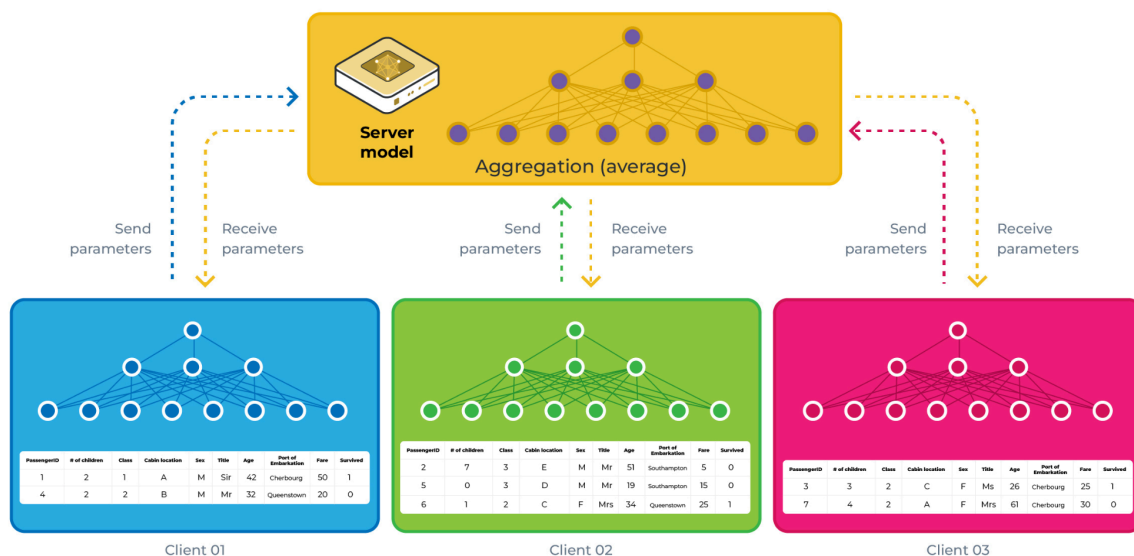 Server
model
Aggregation (average)
Send
parameters
Receive
parameters
Send
parameters
Receive
parameters
Send
parameters
Receive
parameters
PassengerID # of children Class Cabin location Sex Title Age Port of Embarkation Fare Survived
1 2 1 A M Sir 42 Cherbourg 50 1
4 2 2 B M Mr 32 Queenstown 20 0
PassengerID # of children Class Cabin location Sex Title Age Port of Embarkation Fare Survived
2 7 3 E M Mr 51 Southampton 5 0
5 0 3 D M Mr 19 Southampton 15 0
6 1 2 C F Mrs 34 Queenstown 25 1
PassengerID # of children Class Cabin location Sex Title Age Port of Embarkation Fare Survived
3 3 2 C F Ms 26 Cherbourg 25 1
7 4 2 A F Mrs 61 Cherbourg 30 0
Client 01
Client 02
Client 03